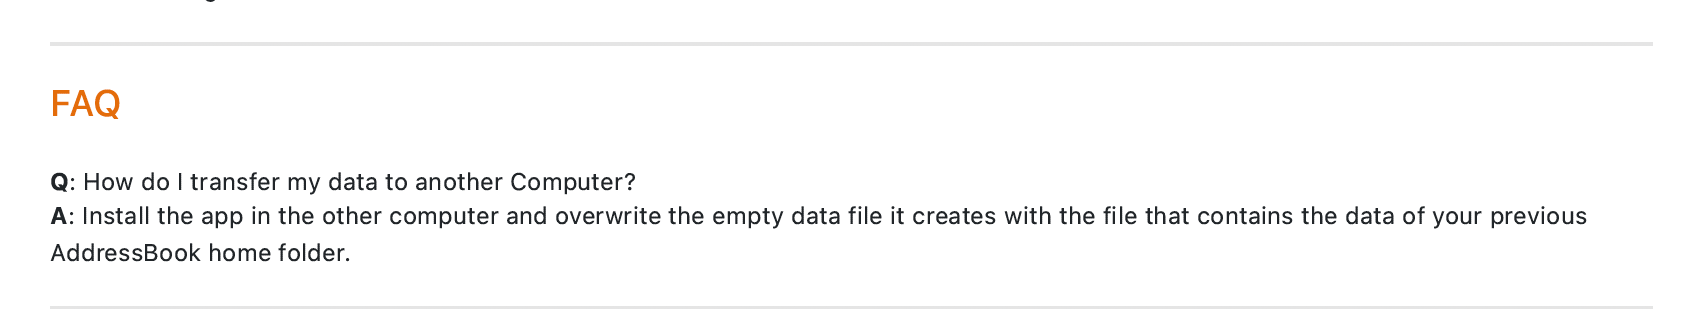 FAQ
Q: How do I transfer my data to another Computer?
A: Install the app in the other computer and overwrite the empty data file it creates with the file that contains the data of your previous
AddressBook home folder.